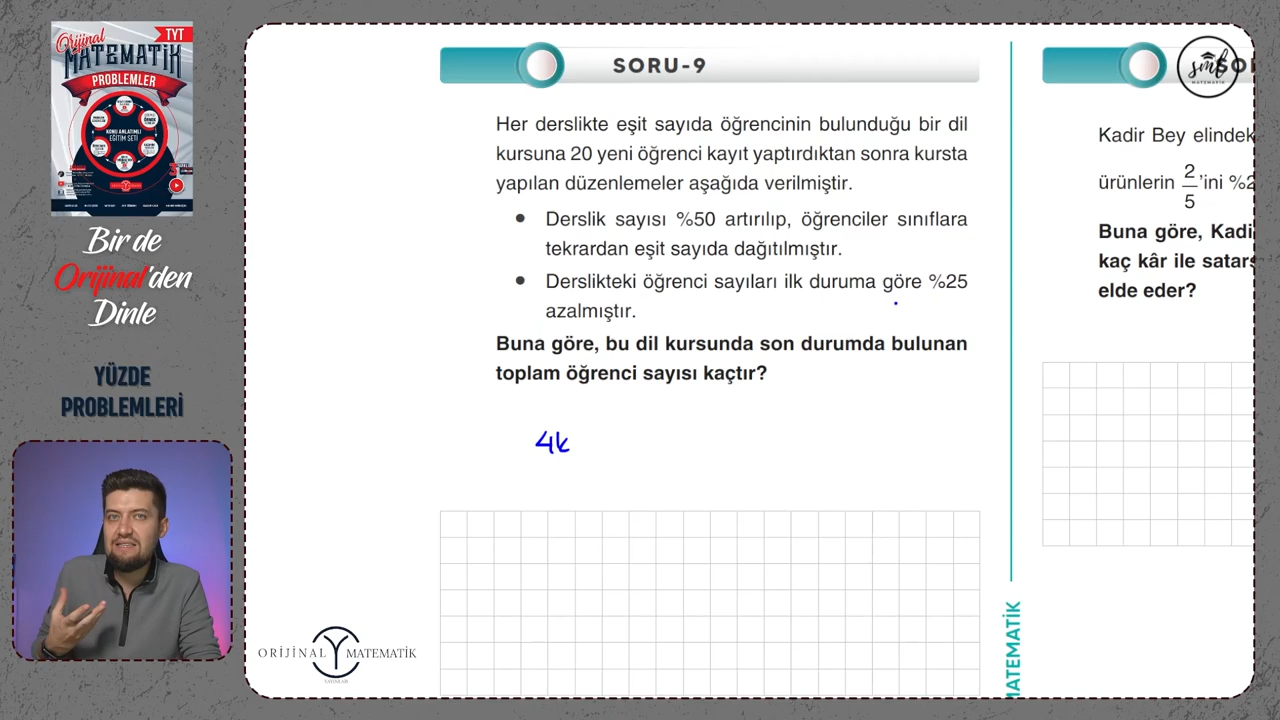 TYT
Orijinal
MATEMATİK
PROBLEMLER
KONU ANLATIMLI
EĞİTİM SETİ
Bir de
Orijinal'den
Dinle
YÜZDE
PROBLEMLERİ
SORU-9
Her derslikte eşit sayıda öğrencinin bulunduğu bir dil
kursuna 20 yeni öğrenci kayıt yaptırdıktan sonra kursta
yapılan düzenlemeler aşağıda verilmiştir.
• Derslik sayısı %50 artırılıp, öğrenciler sınıflara
tekrardan eşit sayıda dağıtılmıştır.
• Derslikteki öğrenci sayıları ilk duruma göre %25
azalmıştır.
Buna göre, bu dil kursunda son durumda bulunan
toplam öğrenci sayısı kaçtır?
4k
ORİJİNAL MATEMATİK
YAYINLARI
MATEMATİK
smb
MATEMATİK
Kadir Bey
ürünlerin 2/5'ini
Buna göre,
kaç kâr ile
elde eder?